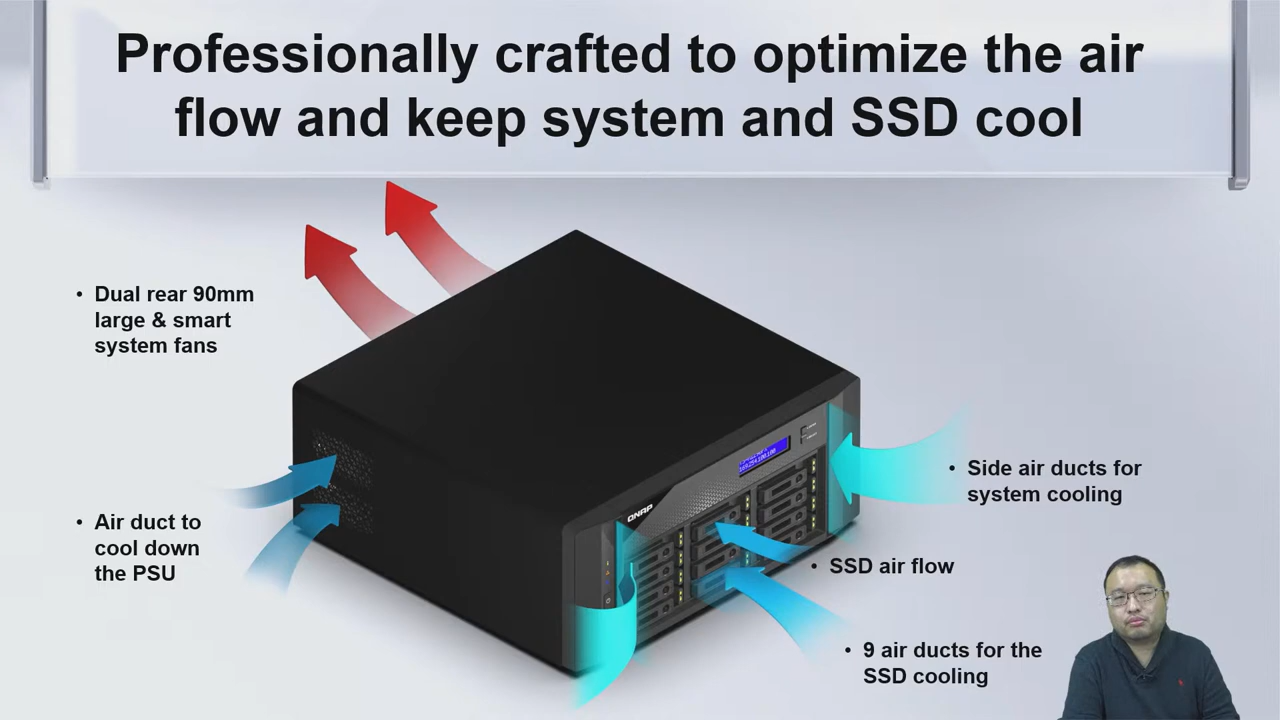 Professionally crafted to optimize the air
flow and keep system and SSD cool
• Dual rear 90mm
large & smart
system fans
• Air duct to
cool down
the PSU
QNAP
• Side air ducts for
system cooling
• SSD air flow
• 9 air ducts for the
SSD cooling